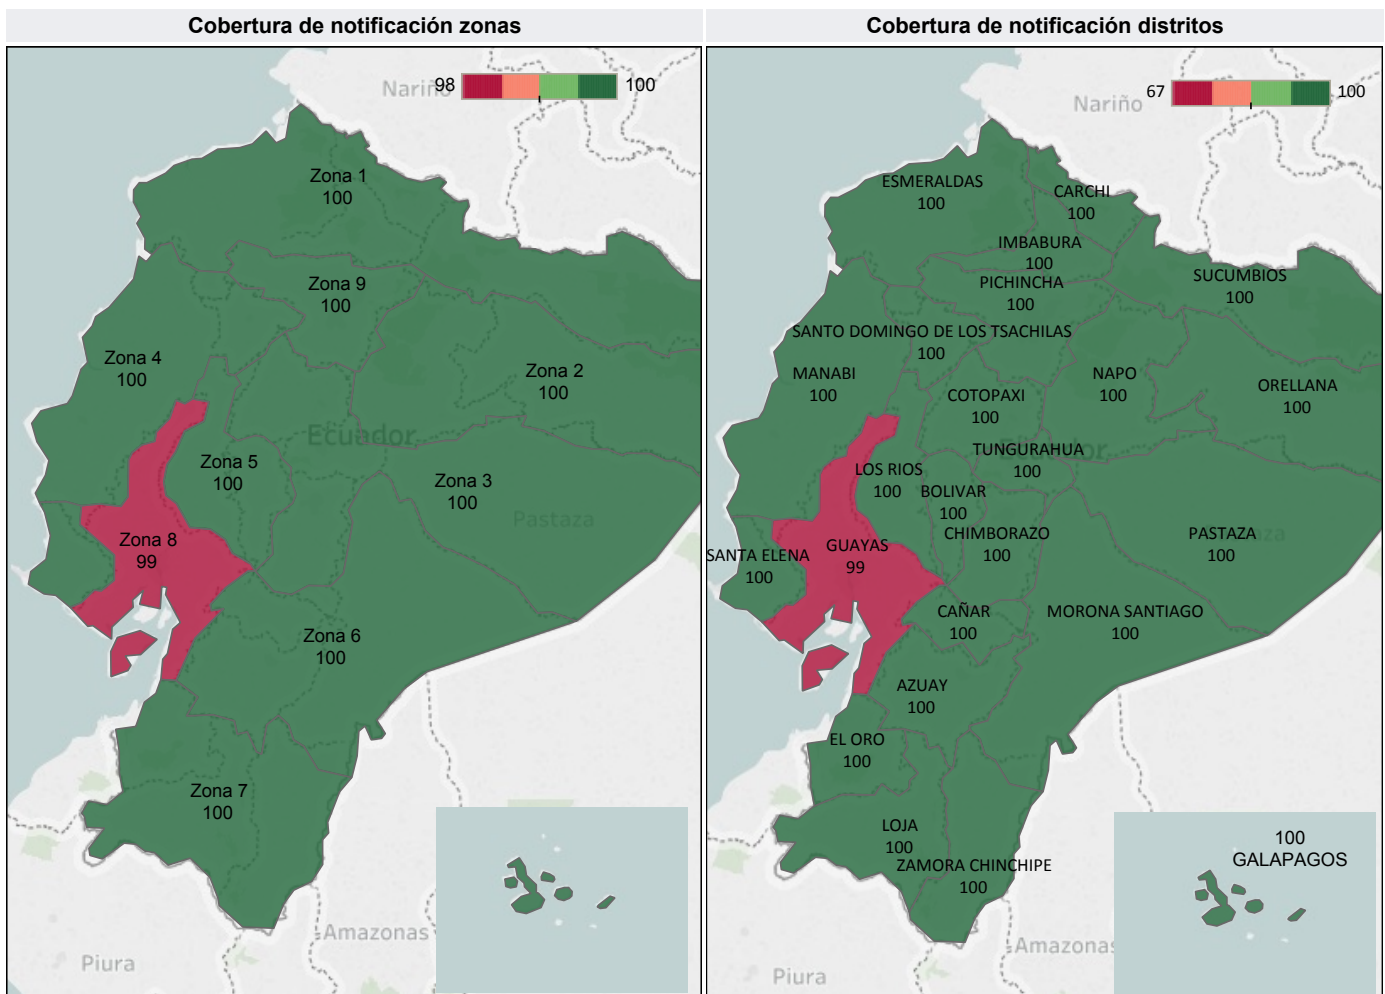 Cobertura de notificación zonas
Cobertura de notificación distritos
Nariño
98
100
Zona 1
100
Zona 9
100
Zona 4
100
Zona 2
100
Ecuador
Zona 5
100
Zona 3
100
Pastaza
Zona 8
99
Zona 6
100
Zona 7
100
Amazonas
Piura
Nariño
67
100
ESMERALDAS
100
CARCHI
100
IMBABURA
100
SUCUMBIOS
100
PICHINCHA
100
SANTO DOMINGO DE LOS TSACHILAS
100
MANABI
100
NAPO
100
ORELLANA
100
COTOPAXI
100
TUNGURAHUA
100
LOS RIOS
100
BOLIVAR
100
CHIMBORAZO
100
PASTAZA
100
SANTA ELENA
100
GUAYAS
99
CAÑAR
100
MORONA SANTIAGO
100
AZUAY
100
EL ORO
100
LOJA
100
ZAMORA CHINCHIPE
100
100
GALAPAGOS
Amazonas
Piura